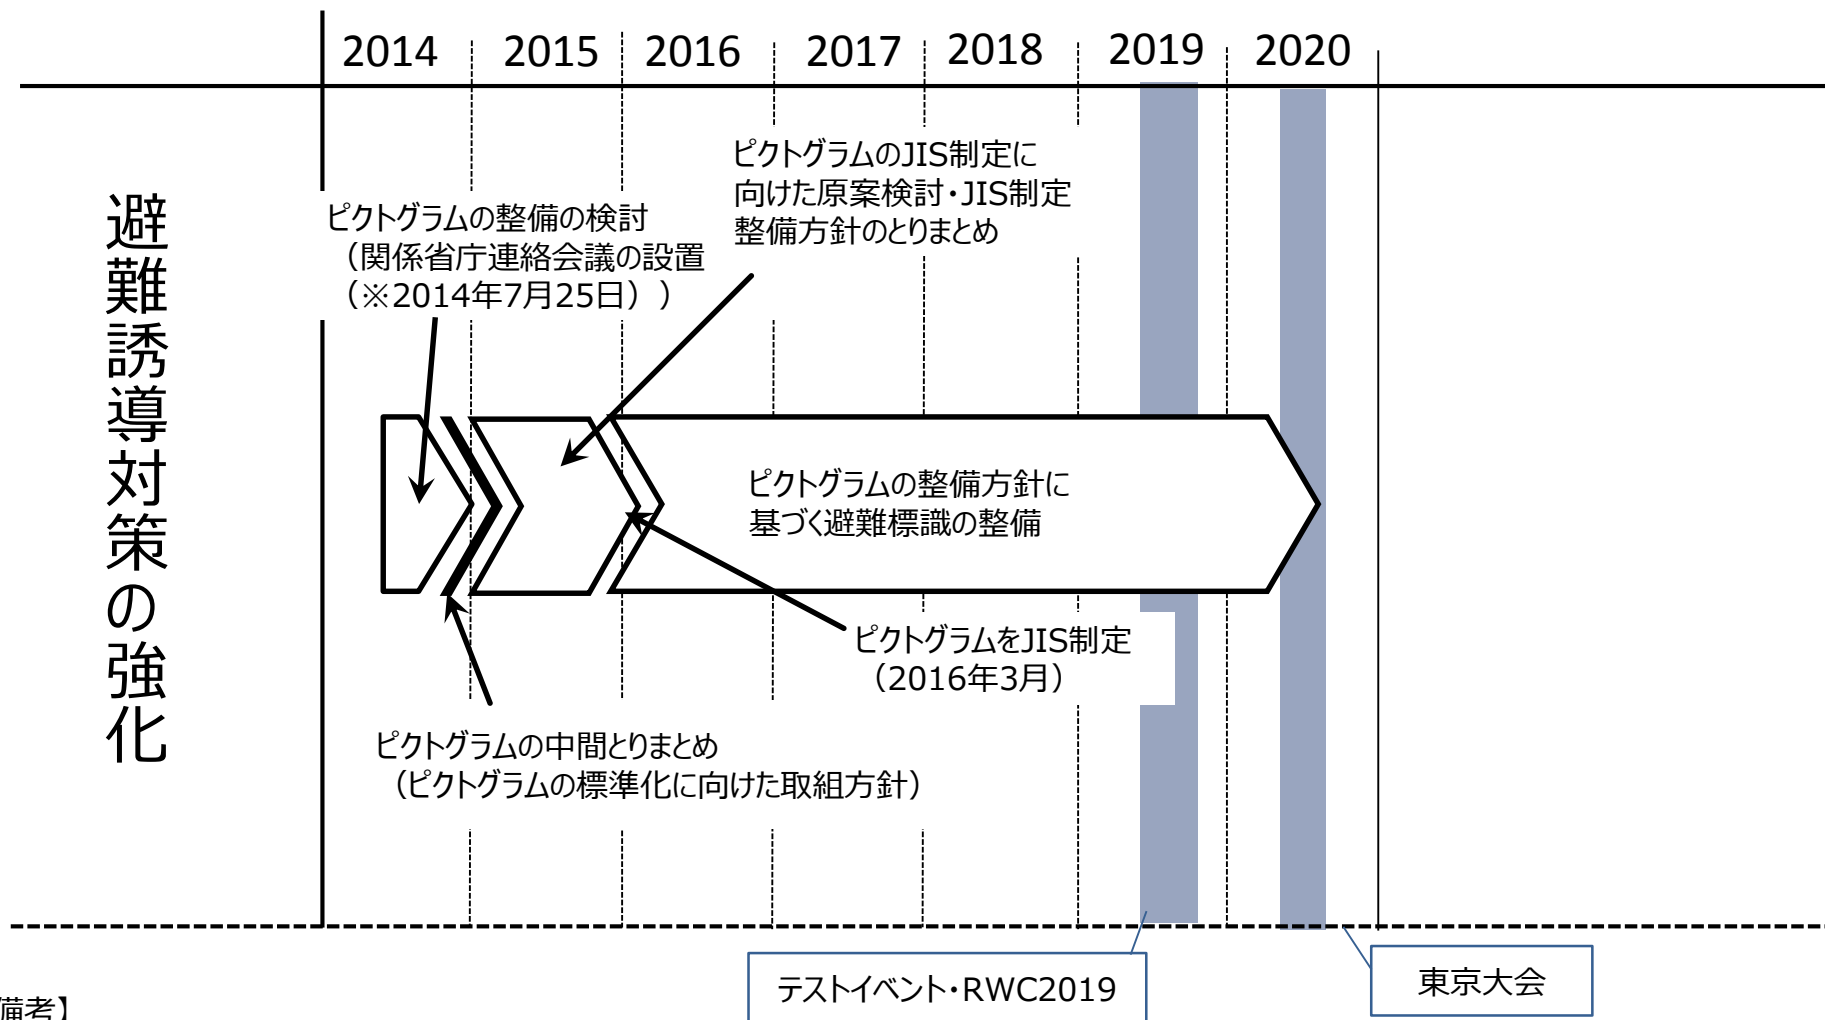 2014 2015 2016 2017 2018 2019 2020
避難誘導対策の強化
ピクトグラムのJIS制定に
向けた原案検討・JIS制定
整備方針のとりまとめ
ピクトグラムの整備の検討
（関係省庁連絡会議の設置
（※2014年7月25日））
ピクトグラムの整備方針に
基づく避難標識の整備
ピクトグラムをJIS制定
（2016年3月）
ピクトグラムの中間とりまとめ
（ピクトグラムの標準化に向けた取組方針）
テストイベント・RWC2019
東京大会
備考】